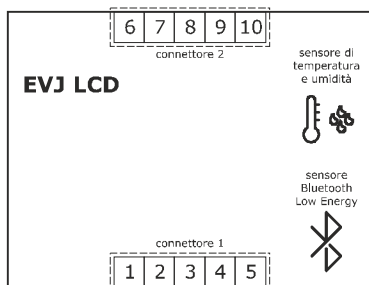 6 7 8 9 10
connettore 2
EVJ LCD
sensore di
temperatura
e umidità
sensore
Bluetooth
Low Energy
connettore 1
1 2 3 4 5